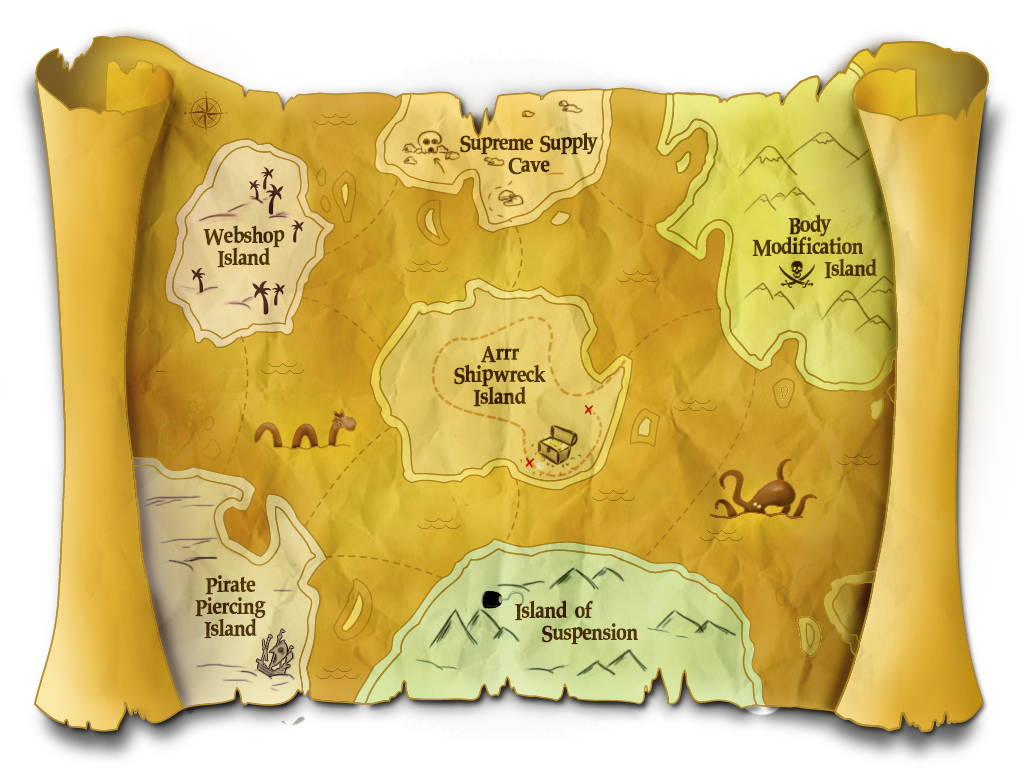 Supreme Supply
Cave
Webshop
Island
Body
Modification
Island
Arrr
Shipwreck
Island
Pirate
Piercing
Island
Island of
Suspension